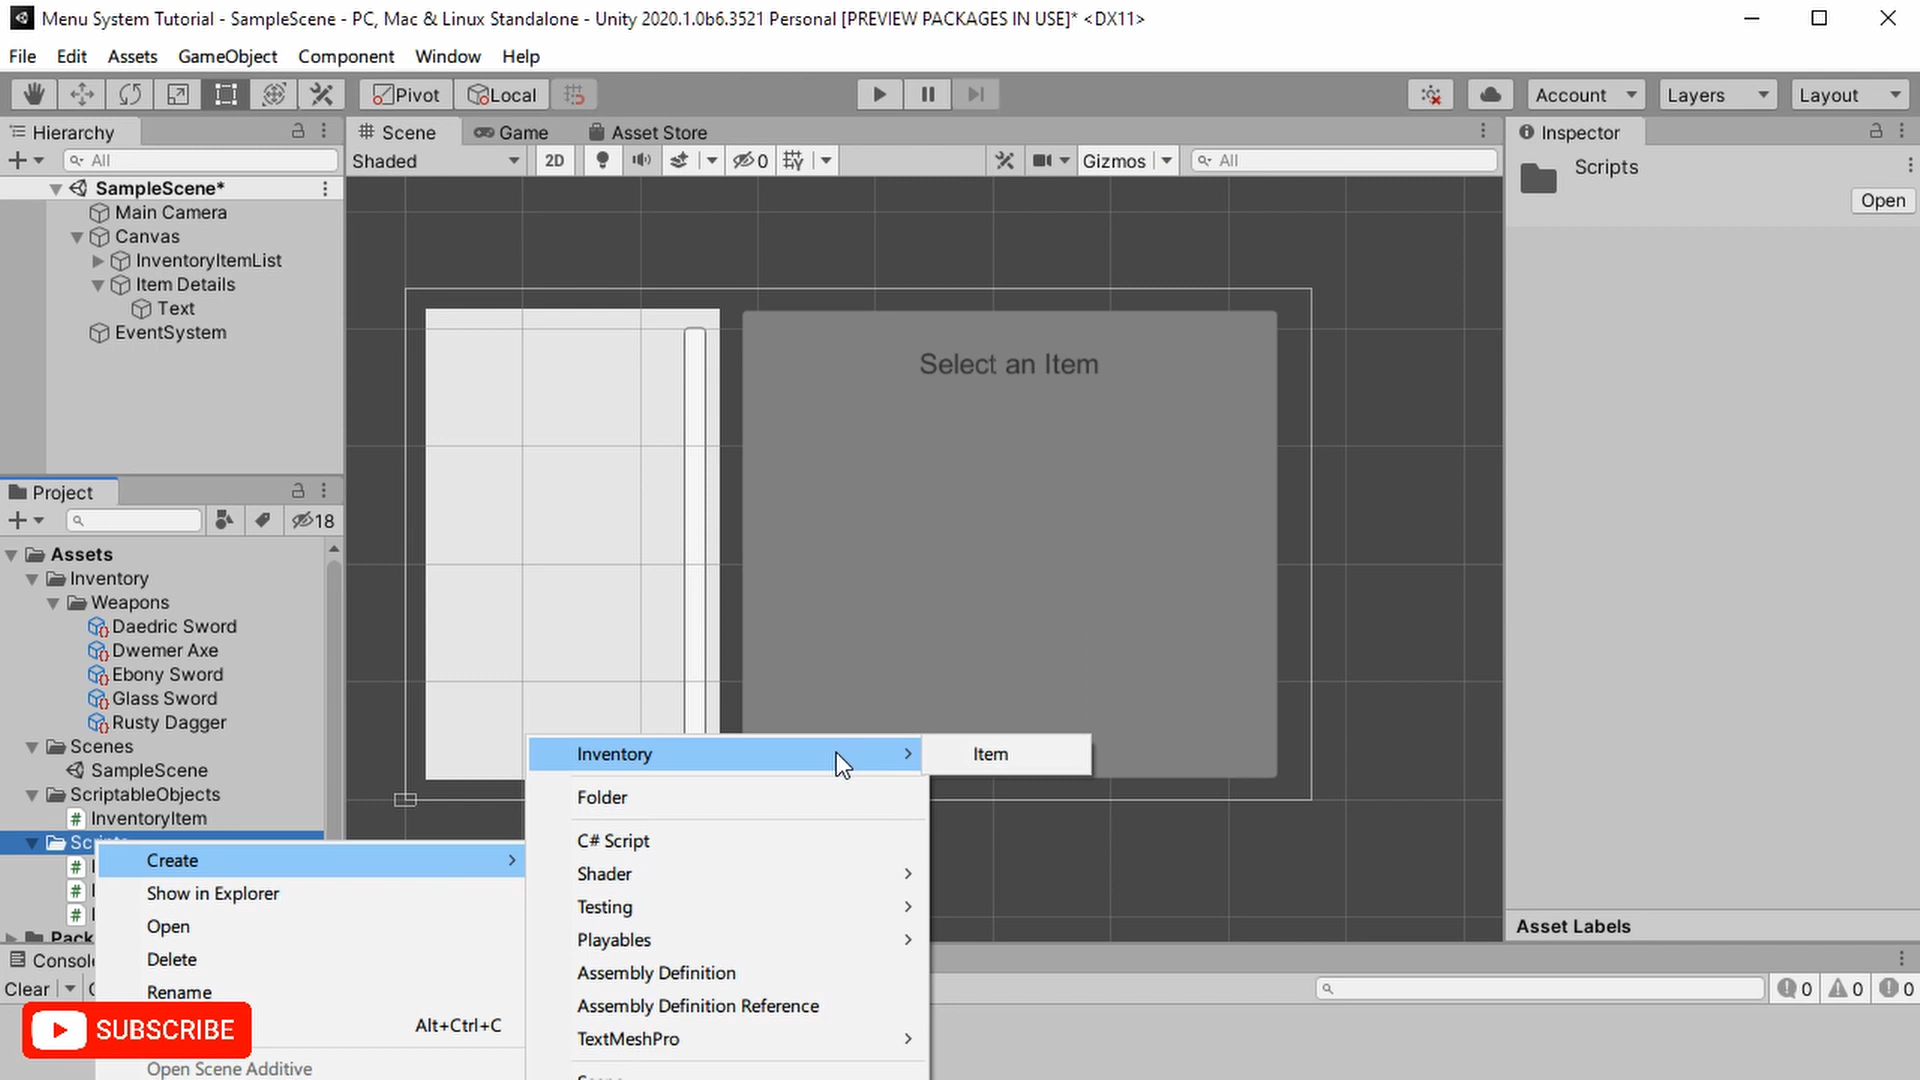 Menu System Tutorial - SampleScene - PC, Mac & Linux Standalone - Unity 2020.1.0b6.3521 Personal [PREVIEW PACKAGES IN USE]* <DX11>
File Edit Assets GameObject Component Window Help
Pivot Local Account Layers Layout
Hierarchy
All
SampleScene*
Main Camera
Canvas
InventoryItemList
Item Details
Text
EventSystem
Scene Game Asset Store
Shaded 2D 0 Gizmos All
Select an Item
Inspector
Scripts
Open
Asset Labels
Project
18
Assets
Inventory
Weapons
Daedric Sword
Dwemer Axe
Ebony Sword
Glass Sword
Rusty Dagger
Scenes
SampleScene
ScriptableObjects
InventoryItem
Create
Show in Explorer
Open
Delete
Rename
Alt+Ctrl+C
Open Scene Additive
Inventory
Folder
C# Script
Shader
Testing
Playables
Assembly Definition
Assembly Definition Reference
TextMeshPro
Item
Clear
0 0 0
SUBSCRIBE